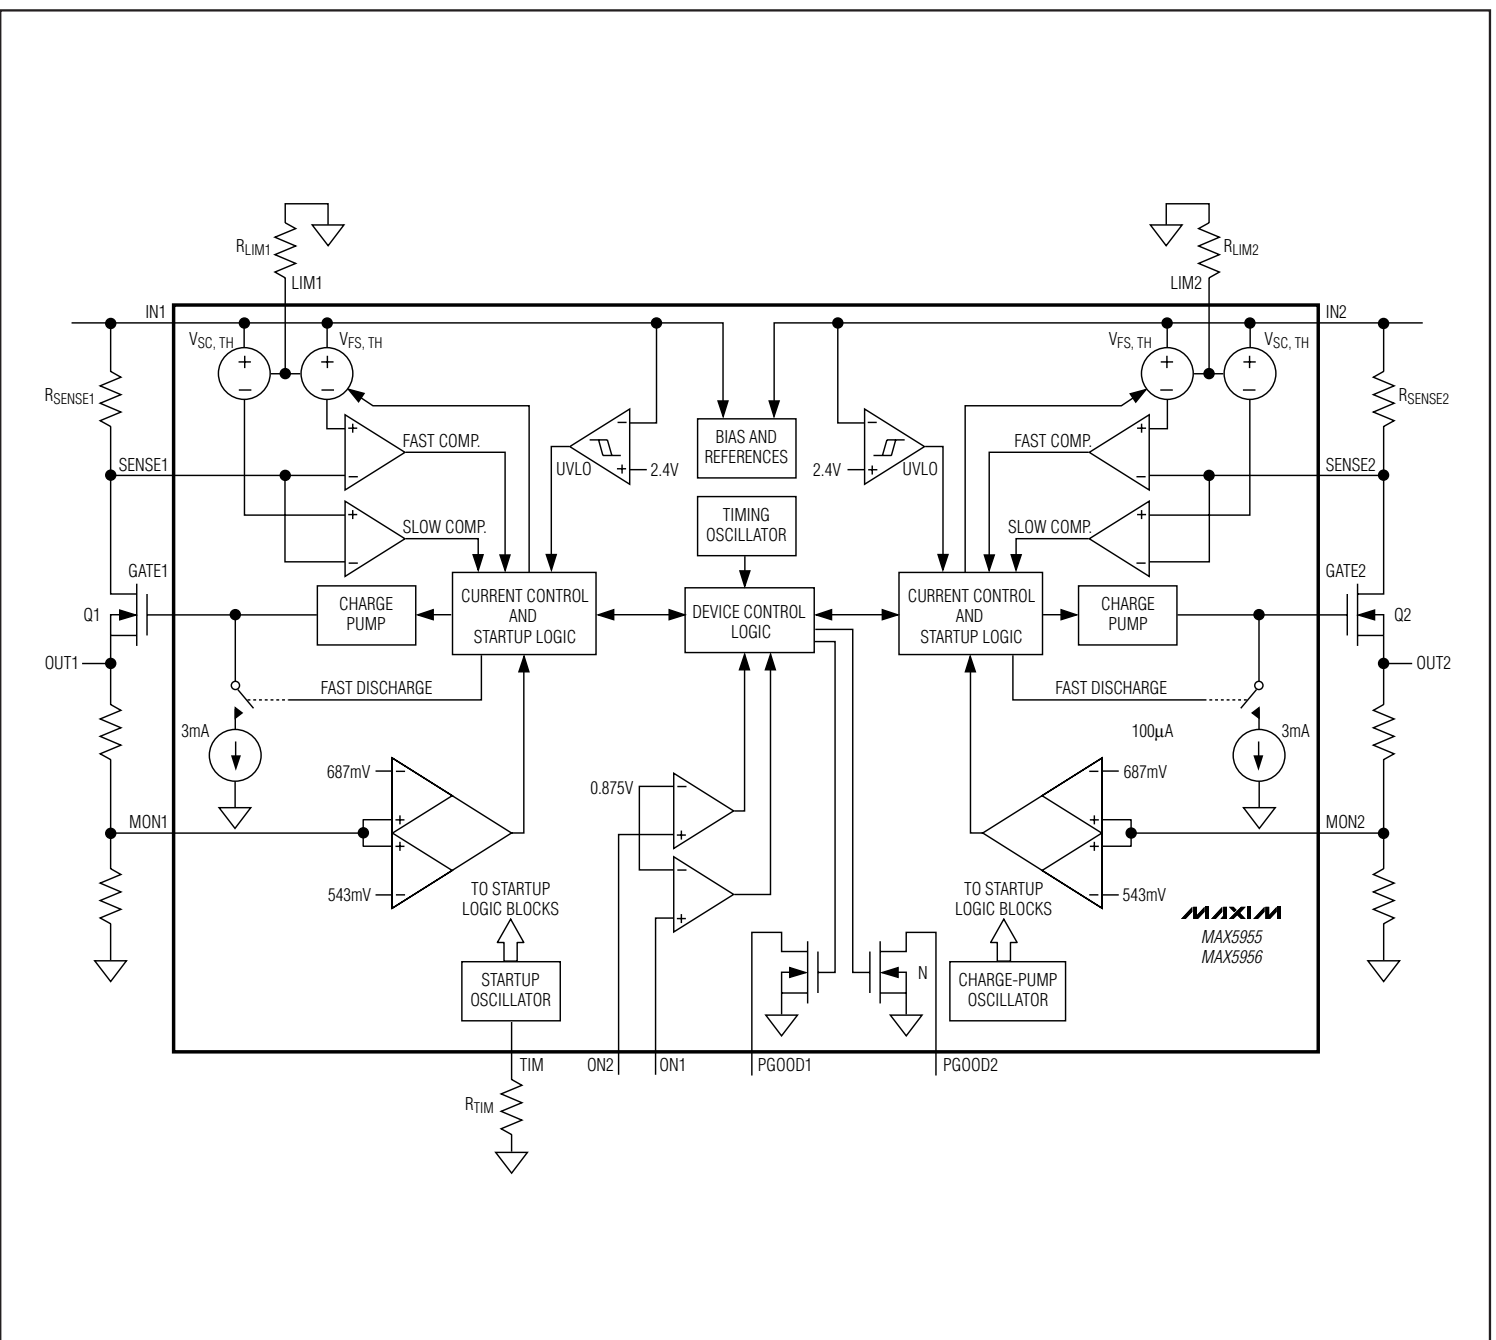 RLIM1
LIM1
RLIM2
LIM2
IN1
IN2
VSC, TH
VFS, TH
VFS, TH
VSC, TH
+
+
+
+
−
−
−
−
RSENSE1
RSENSE2
+
FAST COMP.
−
UVLO
+
2.4V
BIAS AND
REFERENCES
−
2.4V
+
UVLO
FAST COMP.
+
SENSE1
−
−
SENSE2
TIMING
OSCILLATOR
+
SLOW COMP.
−
SLOW COMP.
+
−
GATE1
GATE2
Q1
CHARGE
PUMP
CURRENT CONTROL
AND
STARTUP LOGIC
DEVICE CONTROL
LOGIC
CURRENT CONTROL
AND
STARTUP LOGIC
CHARGE
PUMP
Q2
OUT1
OUT2
FAST DISCHARGE
FAST DISCHARGE
3mA
100μA
3mA
687mV
−
−
687mV
0.875V
−
MON1
+
+
+
+
+
MON2
−
543mV
−
−
543mV
+
TO STARTUP
LOGIC BLOCKS
TO STARTUP
LOGIC BLOCKS
MAXIM
MAX5955
MAX5956
STARTUP
OSCILLATOR
N
CHARGE-PUMP
OSCILLATOR
TIM
ON2
ON1
PGOOD1
PGOOD2
RTIM